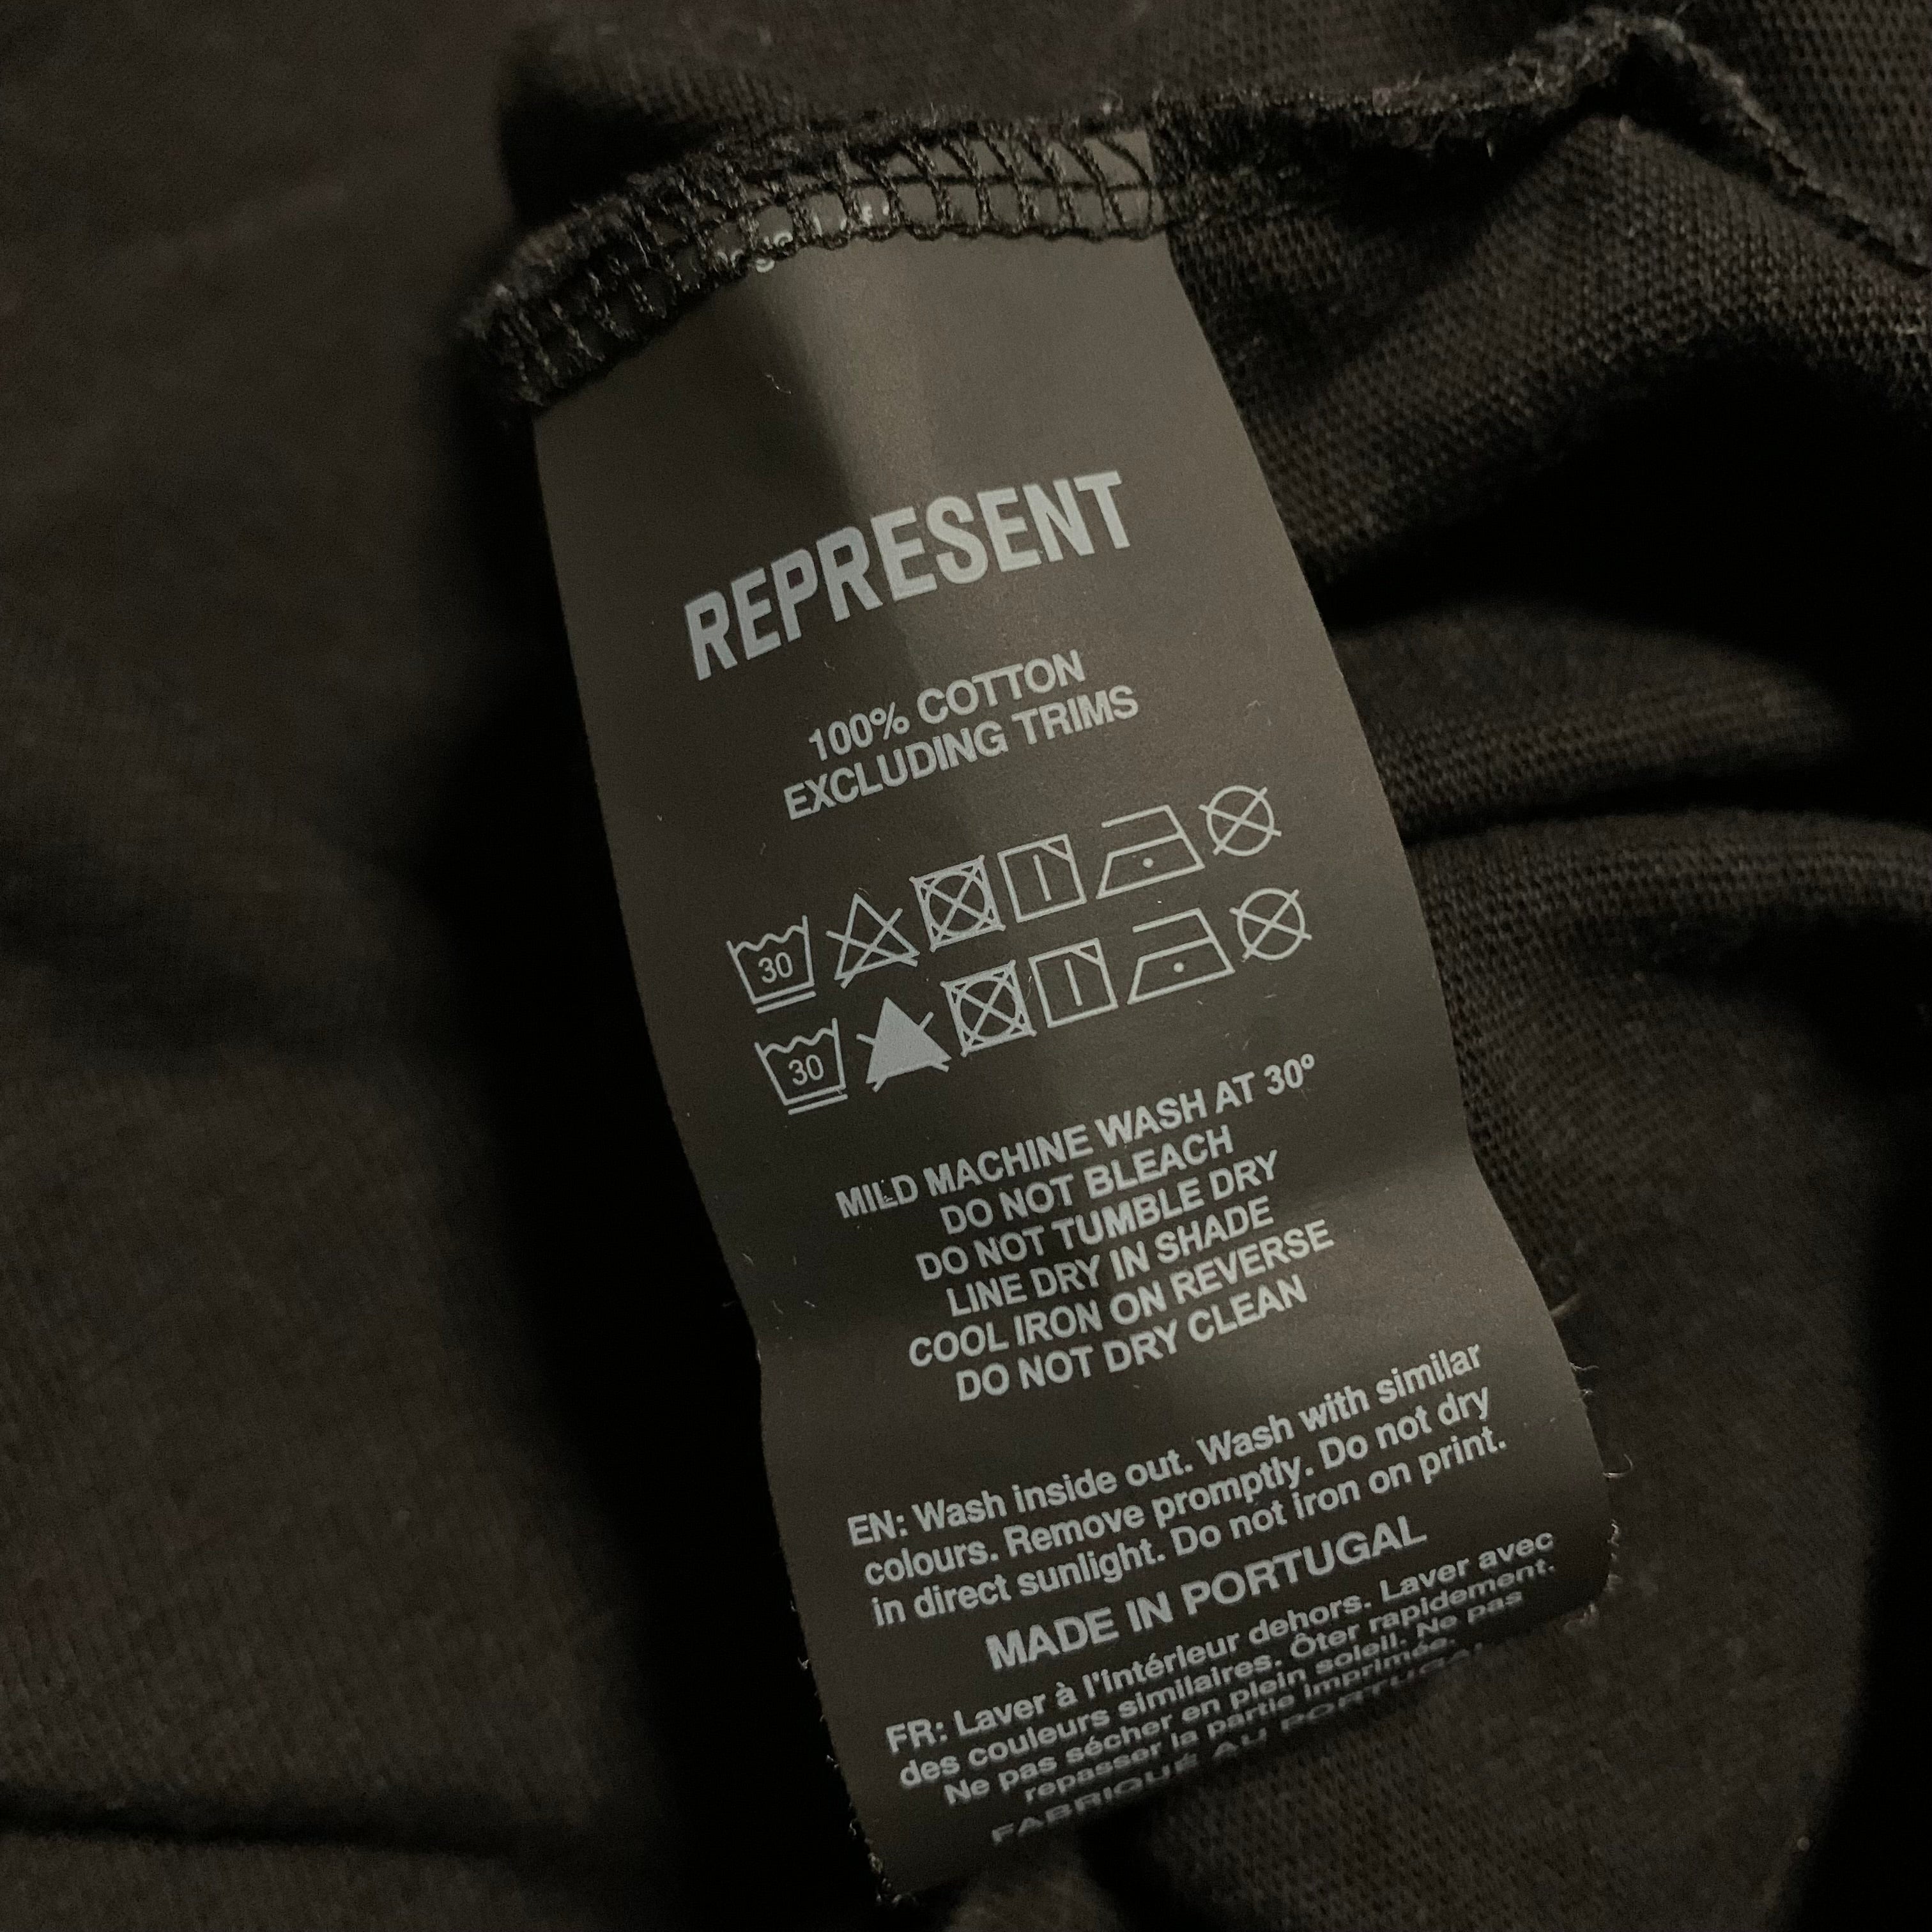 REPRESENT
100% COTTON
EXCLUDING TRIMS
30
30
MILD MACHINE WASH AT 30º
DO NOT BLEACH
DO NOT TUMBLE DRY
LINE DRY IN SHADE
COOL IRON ON REVERSE
DO NOT DRY CLEAN
EN: Wash inside out. Wash with similar
colours. Remove promptly. Do not dry
in direct sunlight. Do not iron on print.
MADE IN PORTUGAL
FR: Laver à l'intérieur dehors. Laver avec
des couleurs similaires. Ôter rapidement.
Ne pas sécher en plein soleil. Ne pas
repasser la partie imprimée.
FABRIQUÉ AU PORTUGAL